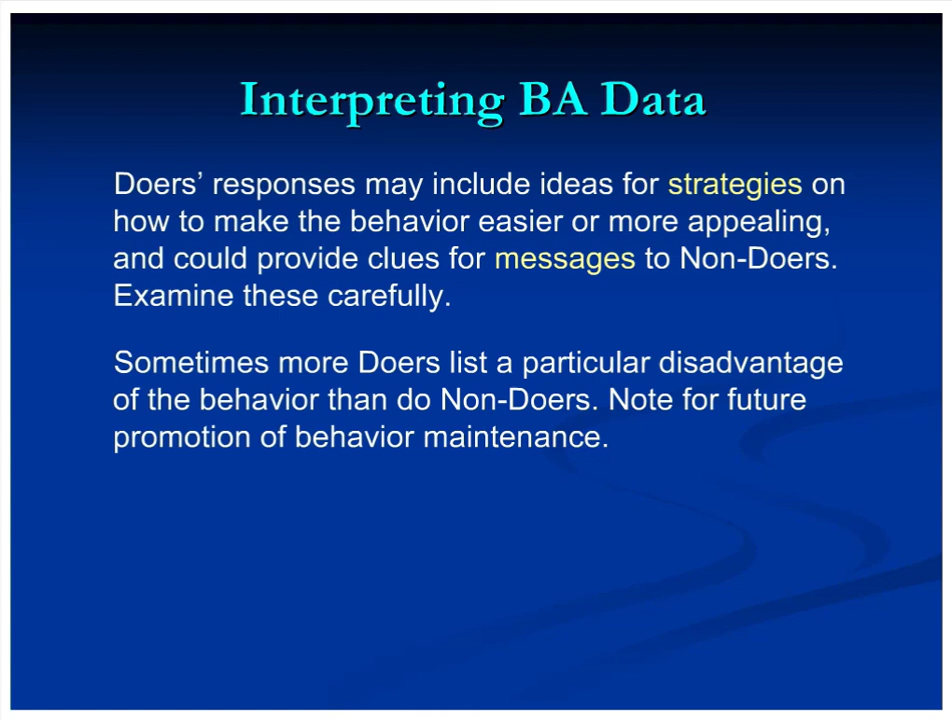 Interpreting BA Data
Doers’ responses may include ideas for strategies on
how to make the behavior easier or more appealing,
and could provide clues for messages to Non-Doers.
Examine these carefully.
Sometimes more Doers list a particular disadvantage
of the behavior than do Non-Doers. Note for future
promotion of behavior maintenance.